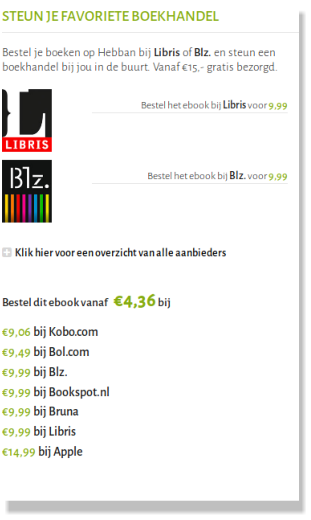 STEUN JE FAVORIETE BOEKHANDEL
Bestel je boeken op Hebban bij Libris of Blz. en steun een
boekhandel bij jou in de buurt. Vanaf €15,- gratis bezorgd.
L
LIBRIS
Bestel het ebook bij Libris voor 9,99
Blz.
Bestel het ebook bij Blz. voor 9,99
Klik hier voor een overzicht van alle aanbieders
Bestel dit ebook vanaf €4,36 bij
€9,06 bij Kobo.com
€9,49 bij Bol.com
€9,99 bij Blz.
€9,99 bij Bookspot.nl
€9,99 bij Bruna
€9,99 bij Libris
€14,99 bij Apple